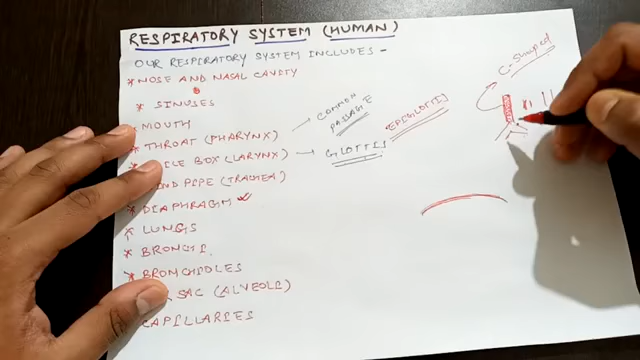 RESPIRATORY SYSTEM (HUMAN)
OUR RESPIRATORY SYSTEM INCLUDES -
* NOSE AND NASAL CAVITY
* SINUSES
MOUTH
* THROAT (PHARYNX)
BOX (LARYNX)
PIPE (TRACHEA)
* DIAPHRAGM ✓
* LUNGS
* BRONCHI
* BRONCHIOLES
SAC (ALVEOLI)
CAPILLARIES
COMMON
PASSAGE
GLOTTIS
EPIGLOTTIS
C-Shaped